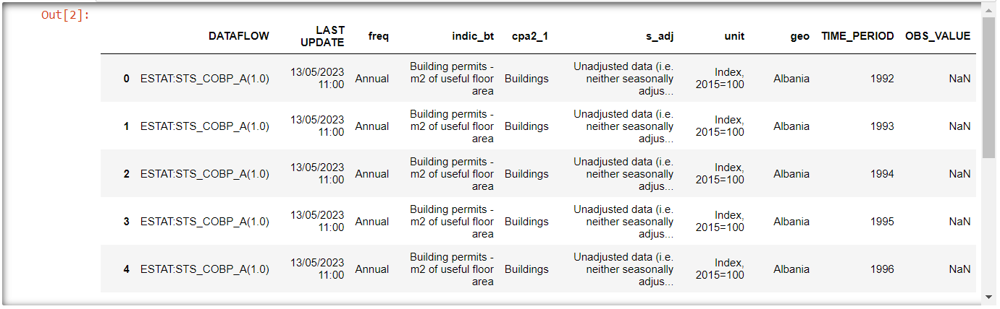 Out[2]:
DATAFLOW LAST UPDATE freq indic_bt cpa2_1 s_adj unit geo TIME_PERIOD OBS_VALUE
0 ESTAT:STS_COBP_A(1.0) 13/05/2023 11:00 Annual Building permits - m2 of useful floor area Buildings Unadjusted data (i.e. neither seasonally adjus... Index, 2015=100 Albania 1992 NaN
1 ESTAT:STS_COBP_A(1.0) 13/05/2023 11:00 Annual Building permits - m2 of useful floor area Buildings Unadjusted data (i.e. neither seasonally adjus... Index, 2015=100 Albania 1993 NaN
2 ESTAT:STS_COBP_A(1.0) 13/05/2023 11:00 Annual Building permits - m2 of useful floor area Buildings Unadjusted data (i.e. neither seasonally adjus... Index, 2015=100 Albania 1994 NaN
3 ESTAT:STS_COBP_A(1.0) 13/05/2023 11:00 Annual Building permits - m2 of useful floor area Buildings Unadjusted data (i.e. neither seasonally adjus... Index, 2015=100 Albania 1995 NaN
4 ESTAT:STS_COBP_A(1.0) 13/05/2023 11:00 Annual Building permits - m2 of useful floor area Buildings Unadjusted data (i.e. neither seasonally adjus... Index, 2015=100 Albania 1996 NaN